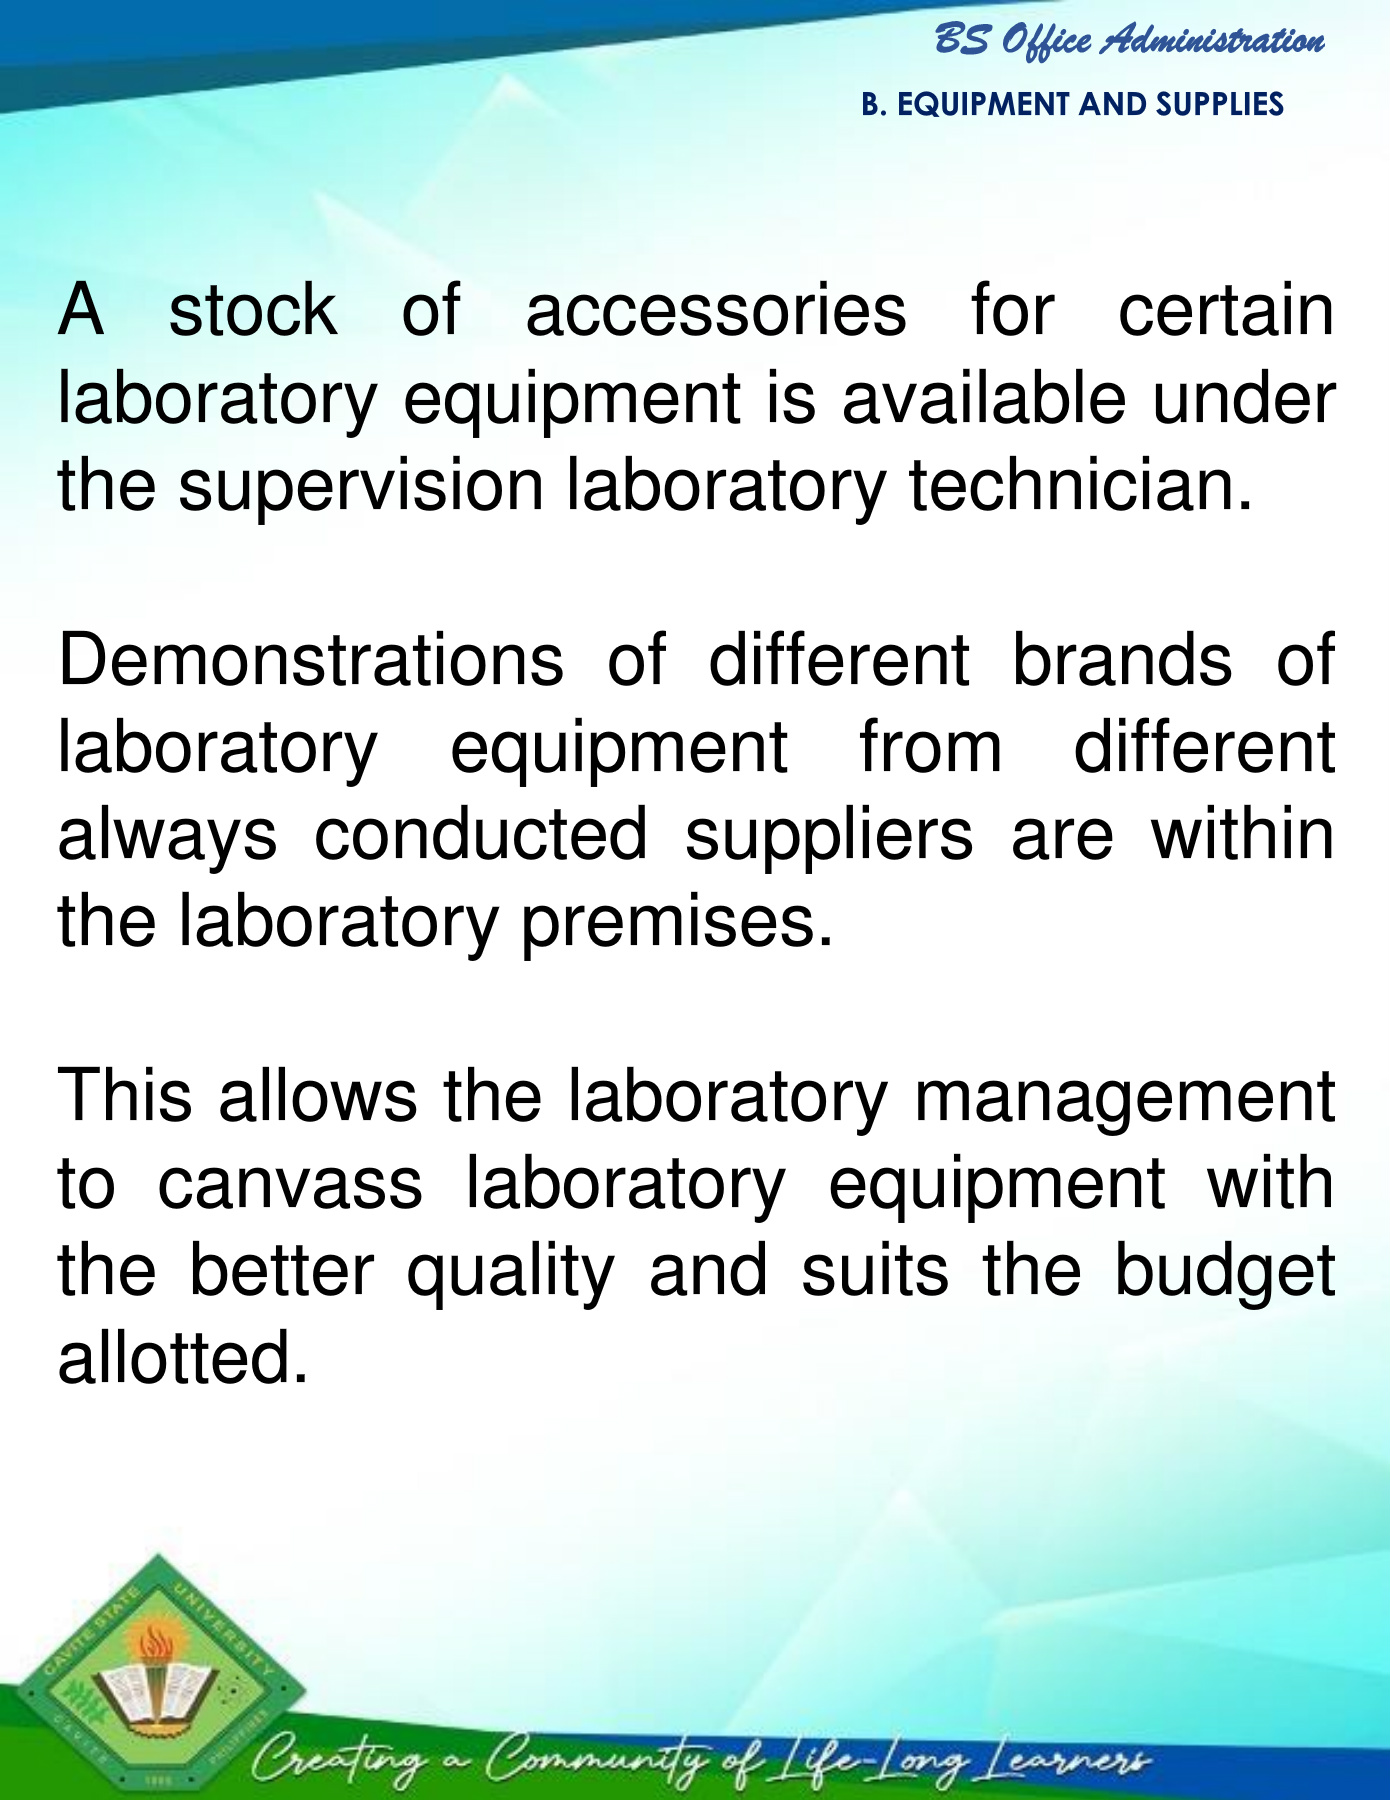 BS Office Administration
B. EQUIPMENT AND SUPPLIES
A stock of accessories for certain
laboratory equipment is available under
the supervision laboratory technician.
Demonstrations of different brands of
laboratory equipment from different
always conducted suppliers are within
the laboratory premises.
This allows the laboratory management
to canvass laboratory equipment with
the better quality and suits the budget
allotted.
CAVITE STATE UNIVERSITY
CAVITE PHILIPPINES
1906
Creating a Community of Life-Long Learners